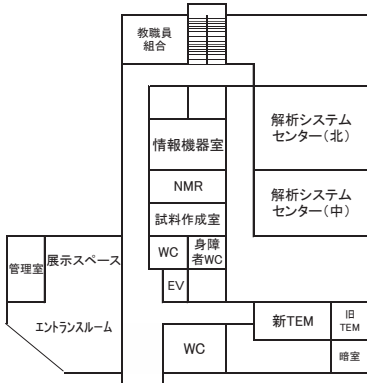 教職員
組合
解析システム
センター(北)
情報機器室
NMR
解析システム
センター(中)
試料作成室
WC
身障
者WC
管理室
展示スペース
EV
エントランスルーム
新TEM
旧
TEM
WC
暗室